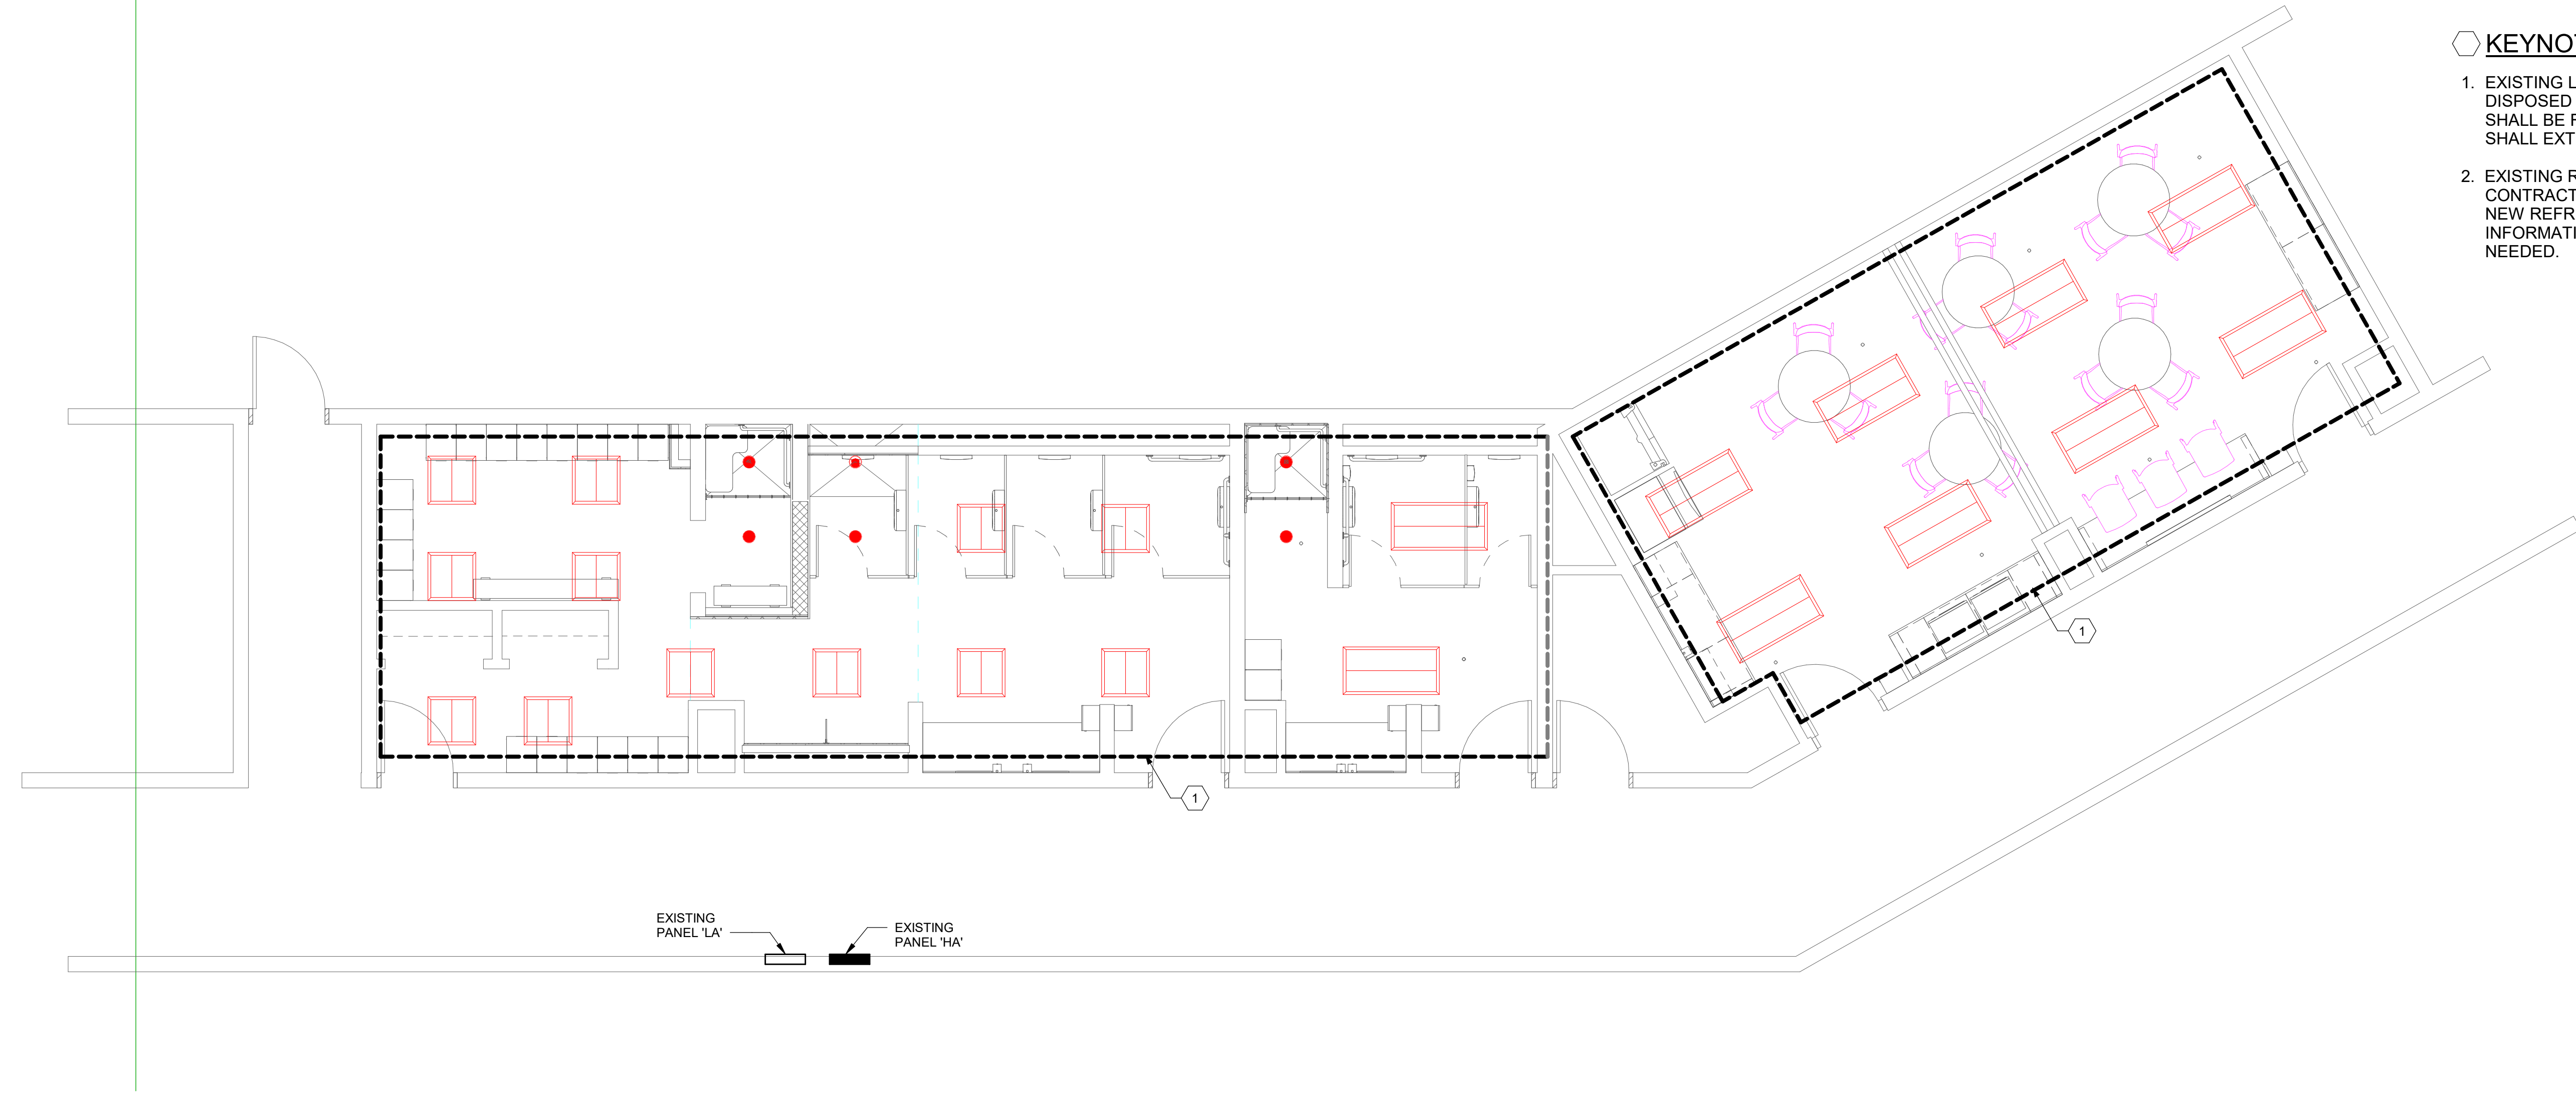 KEYNO
1. EXISTING L
DISPOSED
SHALL BE
SHALL EXT
2. EXISTING
CONTRACT
NEW REFR
INFORMATI
NEEDED.
1
1
EXISTING
PANEL 'LA'
EXISTING
PANEL 'HA'